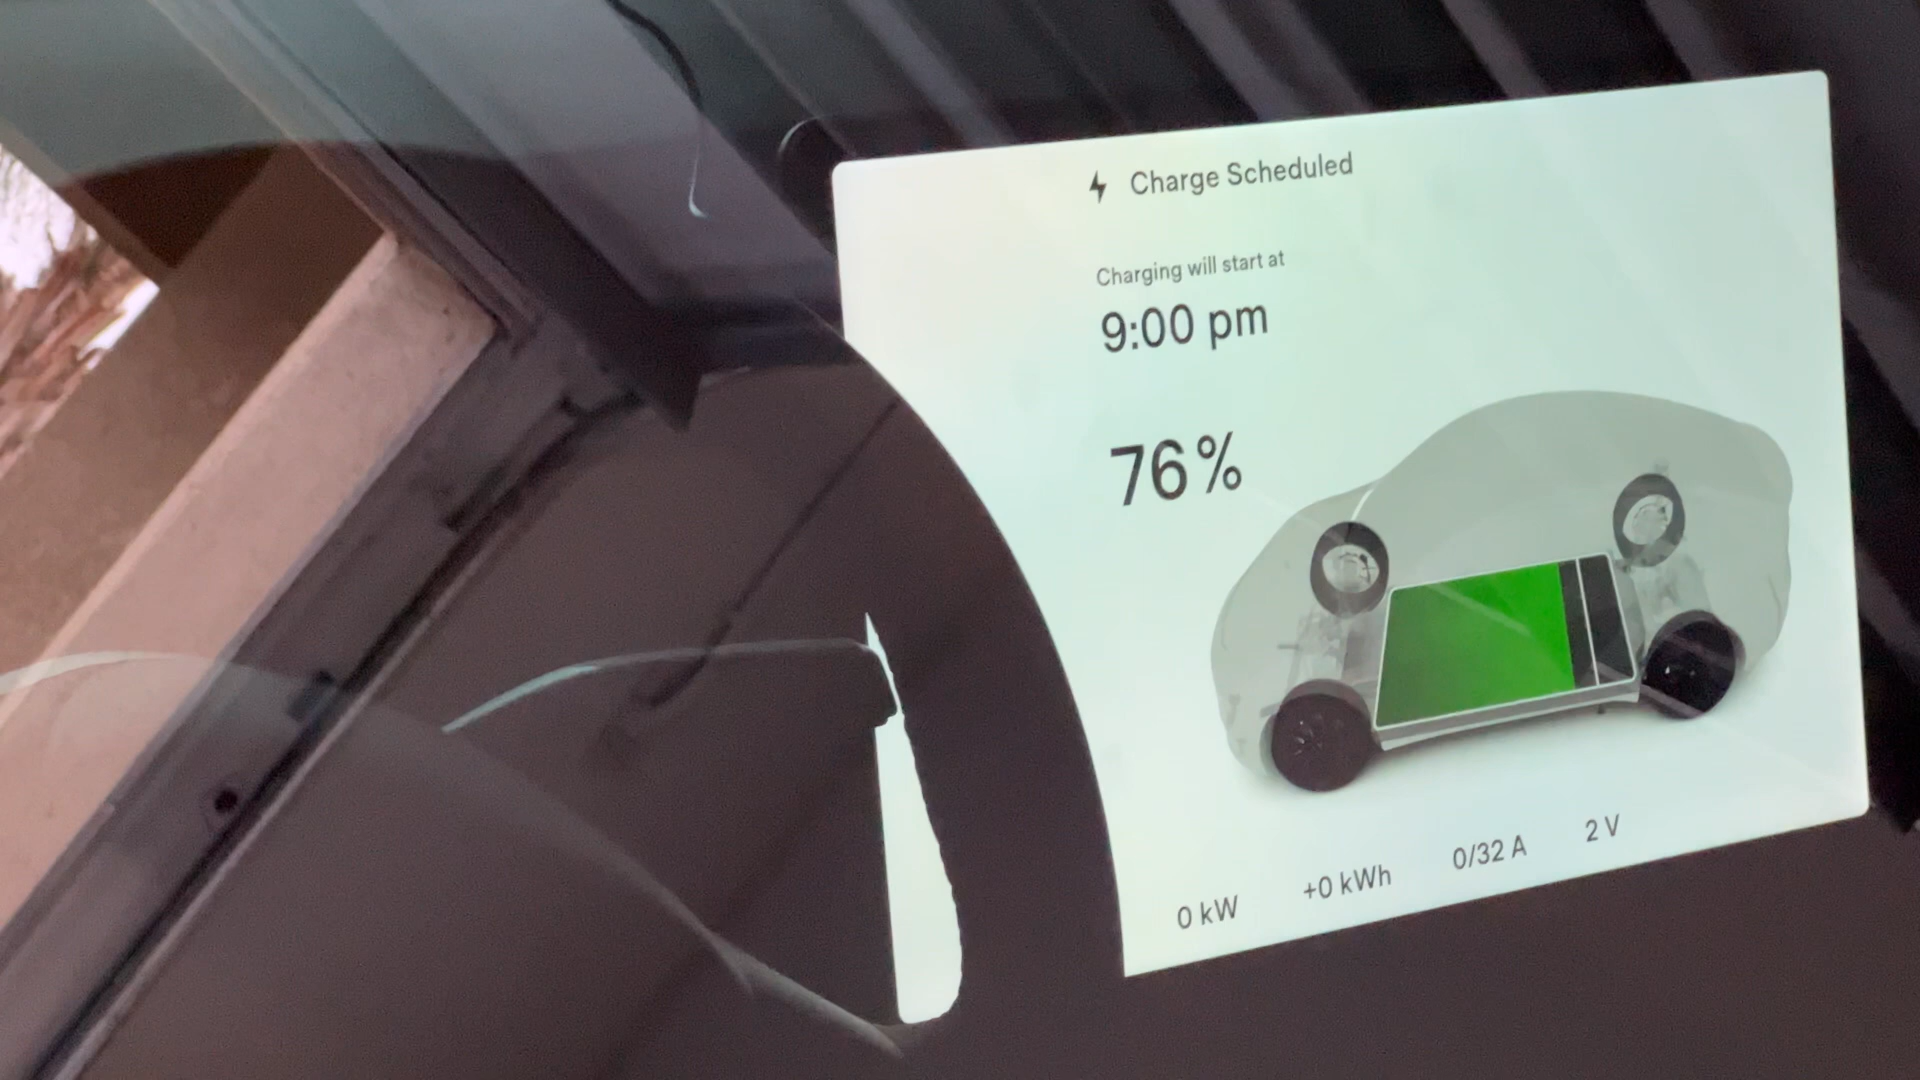 Charge Scheduled
Charging will start at
9:00 pm
76%
0 kW +0 kWh 0/32 A 2 V